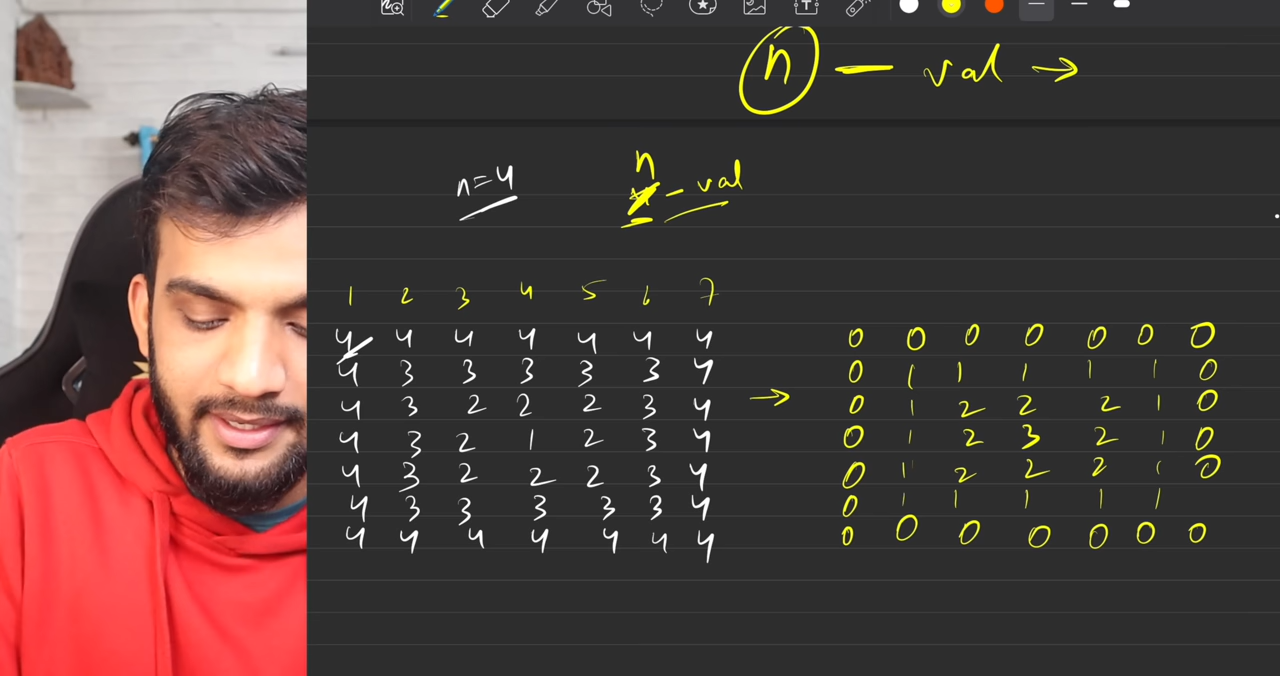 n — val →
n=4
n
- val
1 2 3 4 5 6 7
4 4 4 4 4 4 4
4 3 3 3 3 3 4
4 3 2 2 2 3 4
4 3 2 1 2 3 4
4 3 2 2 2 3 4
4 3 3 3 3 3 4
4 4 4 4 4 4 4
→
0 0 0 0 0 0 0
0 1 1 1 1 1 0
0 1 2 2 2 1 0
0 1 2 3 2 1 0
0 1 2 2 2 1 0
0 1 1 1 1 1
0 0 0 0 0 0 0